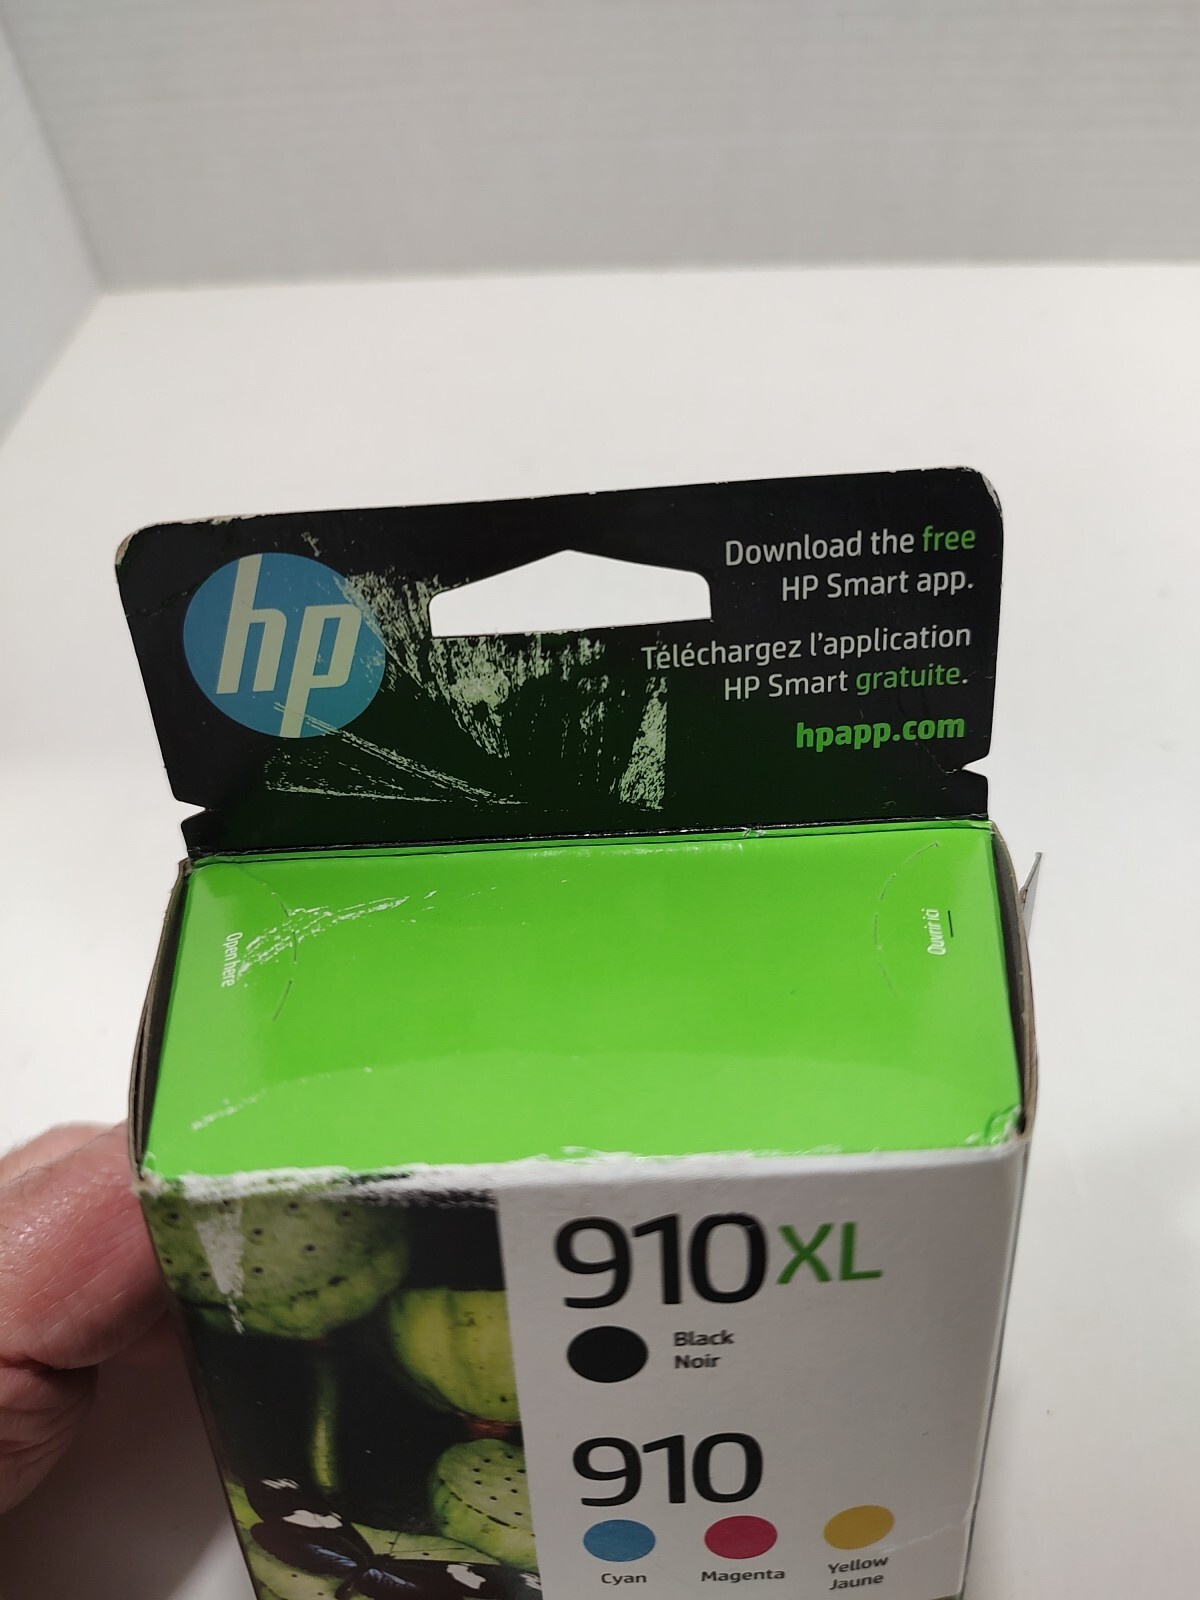 hp
Download the free
HP Smart app.
Téléchargez l'application
HP Smart gratuite.
hpapp.com
Open here
Ouvrir ici
910XL
Black
Noir
910
Cyan
Magenta
Yellow
Jaune